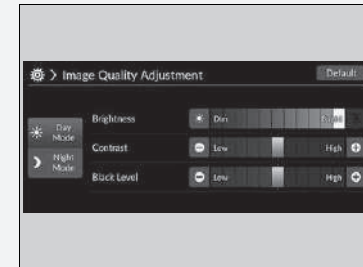 > Image Quality Adjustment Default
Day Mode
Night Mode
Brightness Dim
Contrast Low High
Black Level Low High